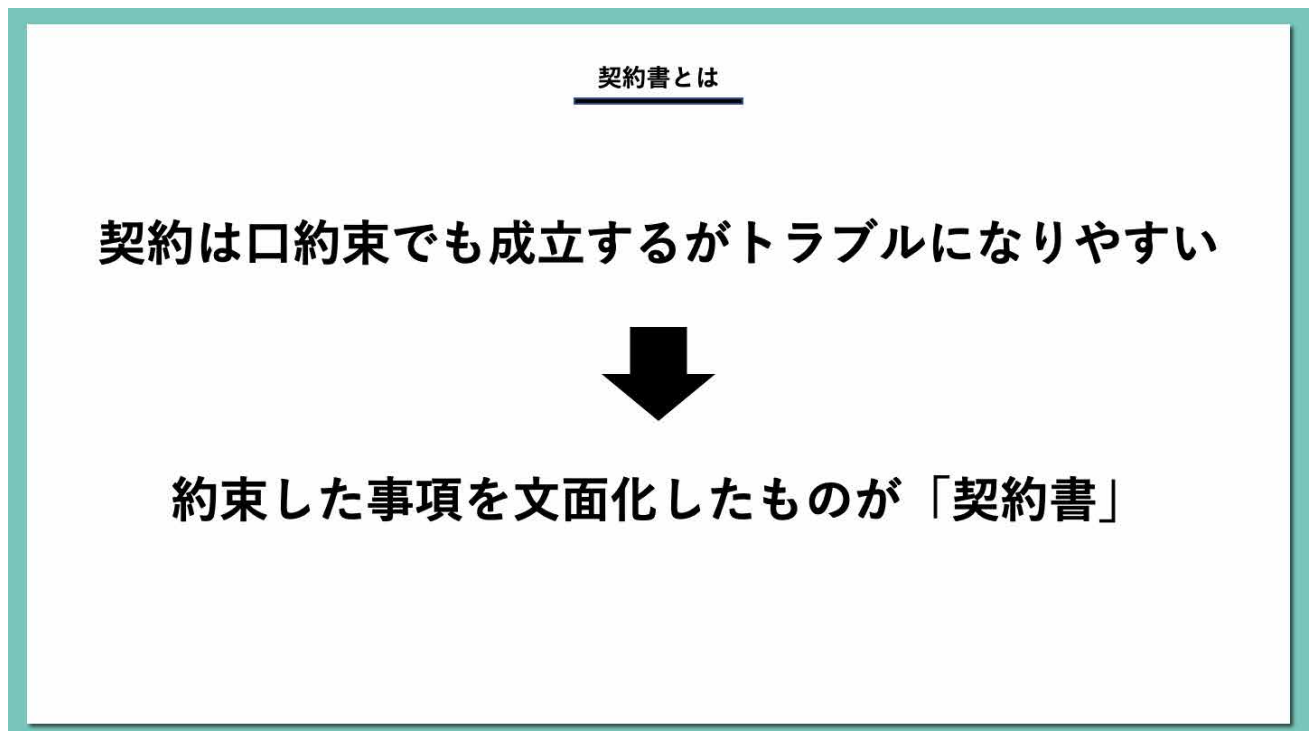 契約書とは
契約は口約束でも成立するがトラブルになりやすい
約束した事項を文面化したものが「契約書」